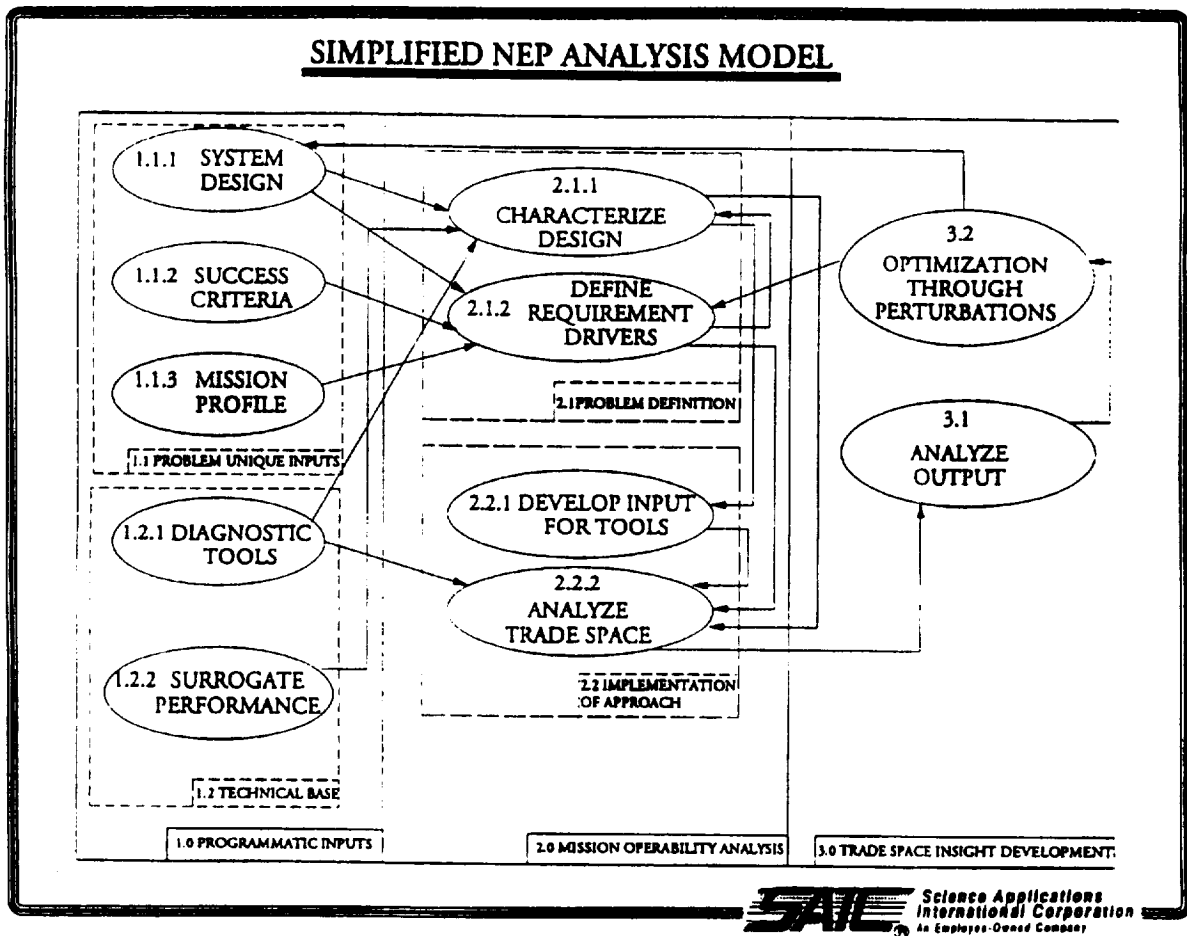 SIMPLIFIED NEP ANALYSIS MODEL
1.1.1 SYSTEM
DESIGN
1.1.2 SUCCESS
CRITERIA
1.1.3 MISSION
PROFILE
1.1 PROBLEM UNIQUE INPUTS
1.2.1 DIAGNOSTIC
TOOLS
1.2.2 SURROGATE
PERFORMANCE
1.2 TECHNICAL BASE
1.0 PROGRAMMATIC INPUTS
2.1.1
CHARACTERIZE
DESIGN
DEFINE
2.1.2 REQUIREMENT
DRIVERS
2.1 PROBLEM DEFINITION
2.2.1 DEVELOP INPUT
FOR TOOLS
2.2.2
ANALYZE
TRADE SPACE
2.2 IMPLEMENTATION
OF APPROACH
2.0 MISSION OPERABILITY ANALYSIS
3.2
OPTIMIZATION
THROUGH
PERTURBATIONS
3.1
ANALYZE
OUTPUT
3.0 TRADE SPACE INSIGHT DEVELOPMENT
SAIC
Science Applications
International Corporation
An Employee-Owned Company